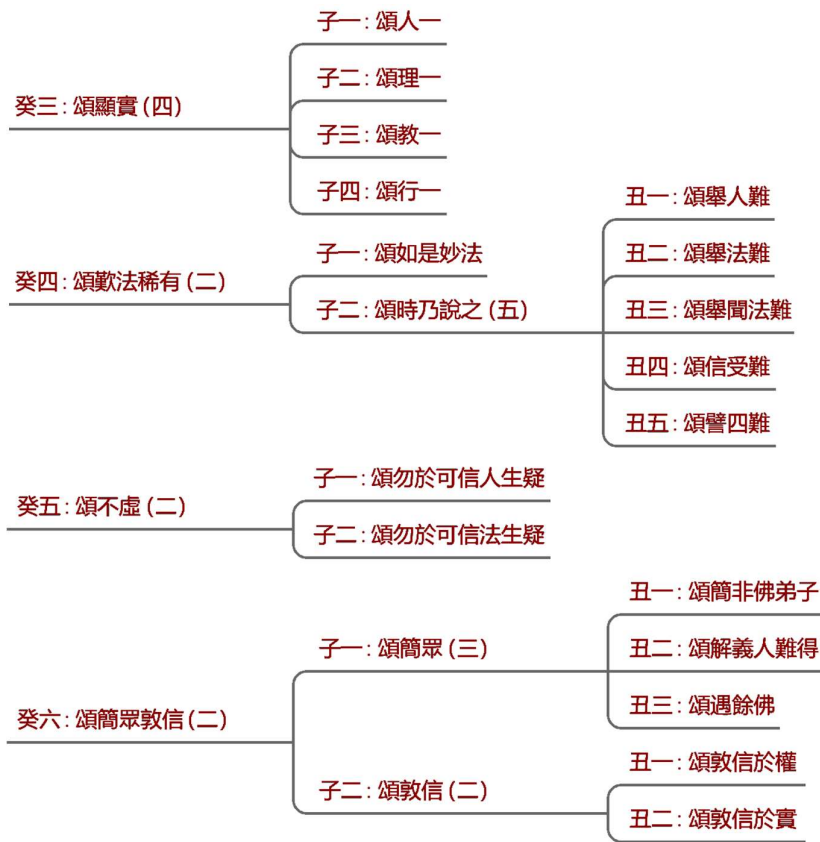 癸三：頌顯實（四）
子一：頌人一
子二：頌理一
子三：頌教一
子四：頌行一
癸四：頌歎法稀有（二）
子一：頌如是妙法
子二：頌時乃說之（五）
丑一：頌舉人難
丑二：頌舉法難
丑三：頌舉聞法難
丑四：頌信受難
丑五：頌譬四難
癸五：頌不虛（二）
子一：頌勿於可信人生疑
子二：頌勿於可信法生疑
癸六：頌簡眾敦信（二）
子一：頌簡眾（三）
丑一：頌簡非佛弟子
丑二：頌解義人難得
丑三：頌遇餘佛
子二：頌敦信（二）
丑一：頌敦信於權
丑二：頌敦信於實